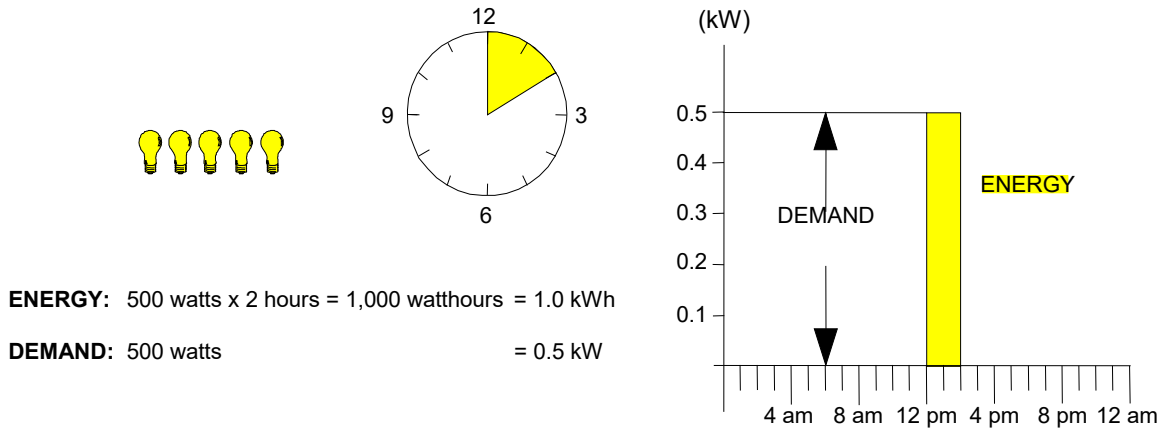 12
9
3
6
ENERGY: 500 watts x 2 hours = 1,000 watthours = 1.0 kWh
DEMAND: 500 watts = 0.5 kW
(kW)
0.5
0.4
0.3
0.2
0.1
DEMAND
ENERGY
4 am 8 am 12 pm 4 pm 8 pm 12 am